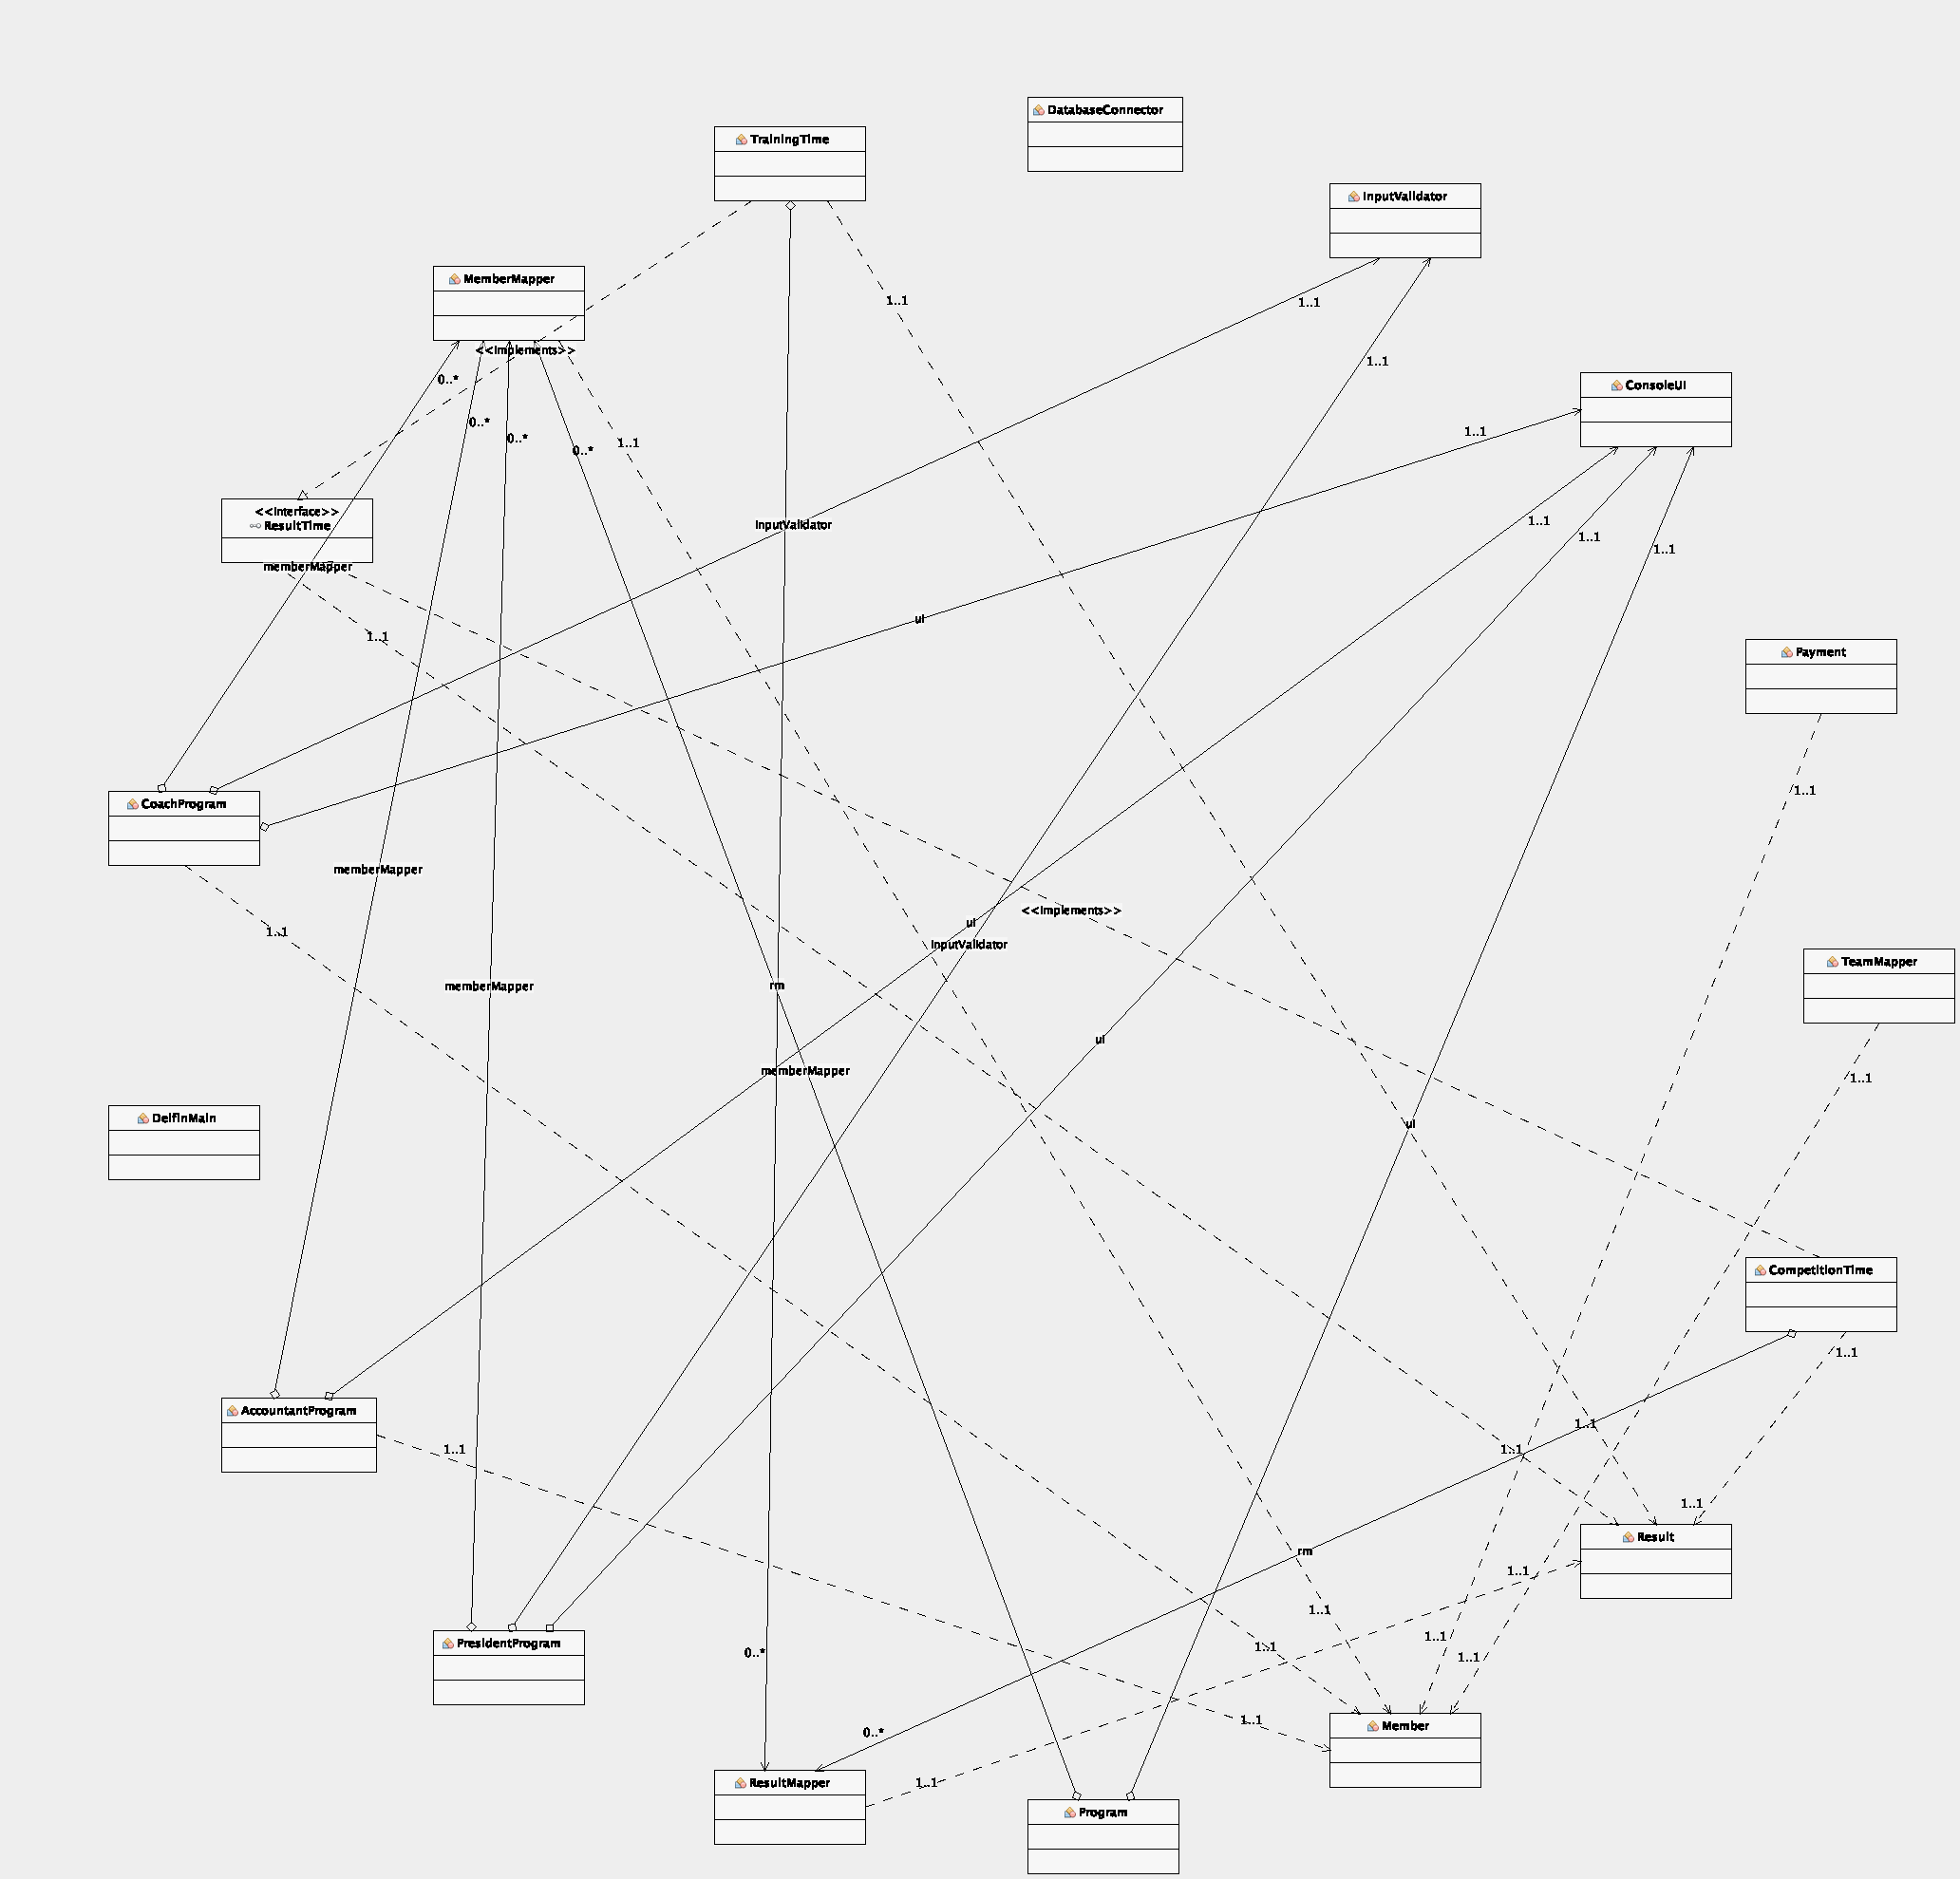 DatabaseConnector
TrainingTime
InputValidator
MemberMapper
1..1
1..1
<<Implements>>
1..1
0..*
ConsoleUI
0..*
1..1
0..*
1..1
0..*
<<Interface>>
ResultTime
InputValidator
1..1
1..1
1..1
memberMapper
ui
1..1
Payment
1..1
CoachProgram
memberMapper
<<Implements>>
ui
1..1
InputValidator
TeamMapper
memberMapper
rm
ui
memberMapper
1..1
DelfinMain
ui
CompetitionTime
1..1
AccountantProgram
1..1
1..1
1..1
1..1
Result
rm
1..1
1..1
PresidentProgram
1..1
1..1
0..*
1..1
1..1
Member
0..*
ResultMapper
1..1
Program